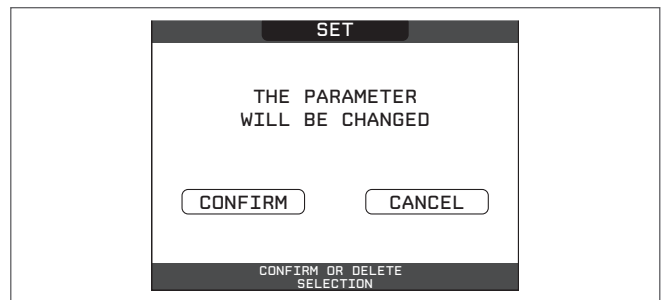 SET
THE PARAMETER
WILL BE CHANGED
CONFIRM CANCEL
CONFIRM OR DELETE
SELECTION